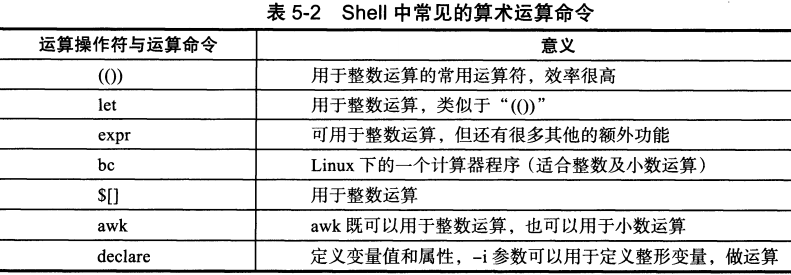 表 5-2 Shell 中常见的算术运算命令
运算操作符与运算命令 意义
(()) 用于整数运算的常用运算符，效率很高
let 用于整数运算，类似于“(())”
expr 可用于整数运算，但还有很多其他的额外功能
bc Linux 下的一个计算器程序（适合整数及小数运算）
$[] 用于整数运算
awk awk 既可以用于整数运算，也可以用于小数运算
declare 定义变量值和属性，-i 参数可以用于定义整形变量，做运算